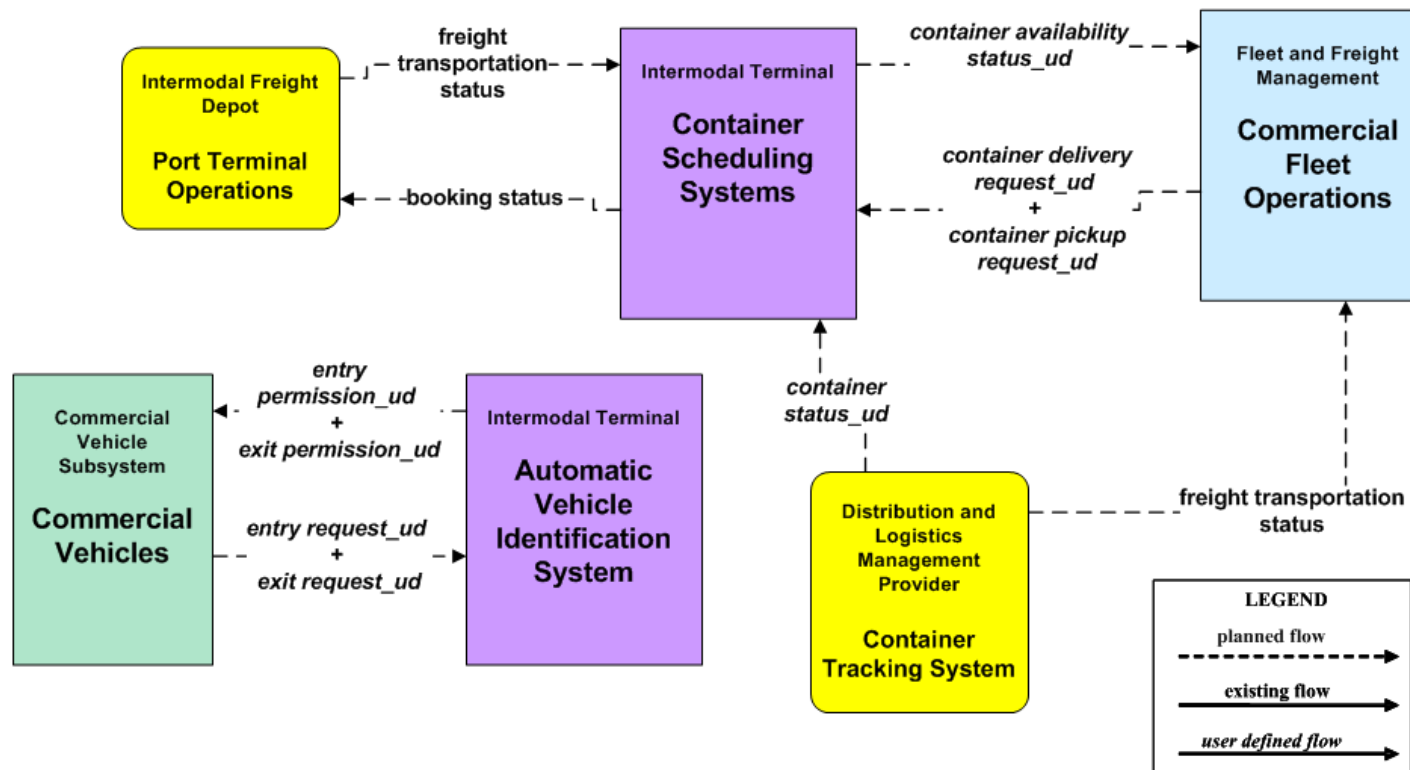 Intermodal Freight
Depot
Port Terminal
Operations
freight
transportation
status
booking status
Intermodal Terminal
Container
Scheduling
Systems
container availability
status_ud
container delivery
request_ud
+
container pickup
request_ud
Fleet and Freight
Management
Commercial
Fleet
Operations
Commercial
Vehicle
Subsystem
Commercial
Vehicles
entry
permission_ud
+
exit permission_ud
entry request_ud
+
exit request_ud
Intermodal Terminal
Automatic
Vehicle
Identification
System
container
status_ud
Distribution and
Logistics
Management
Provider
Container
Tracking System
freight transportation
status
LEGEND
planned flow
existing flow
user defined flow